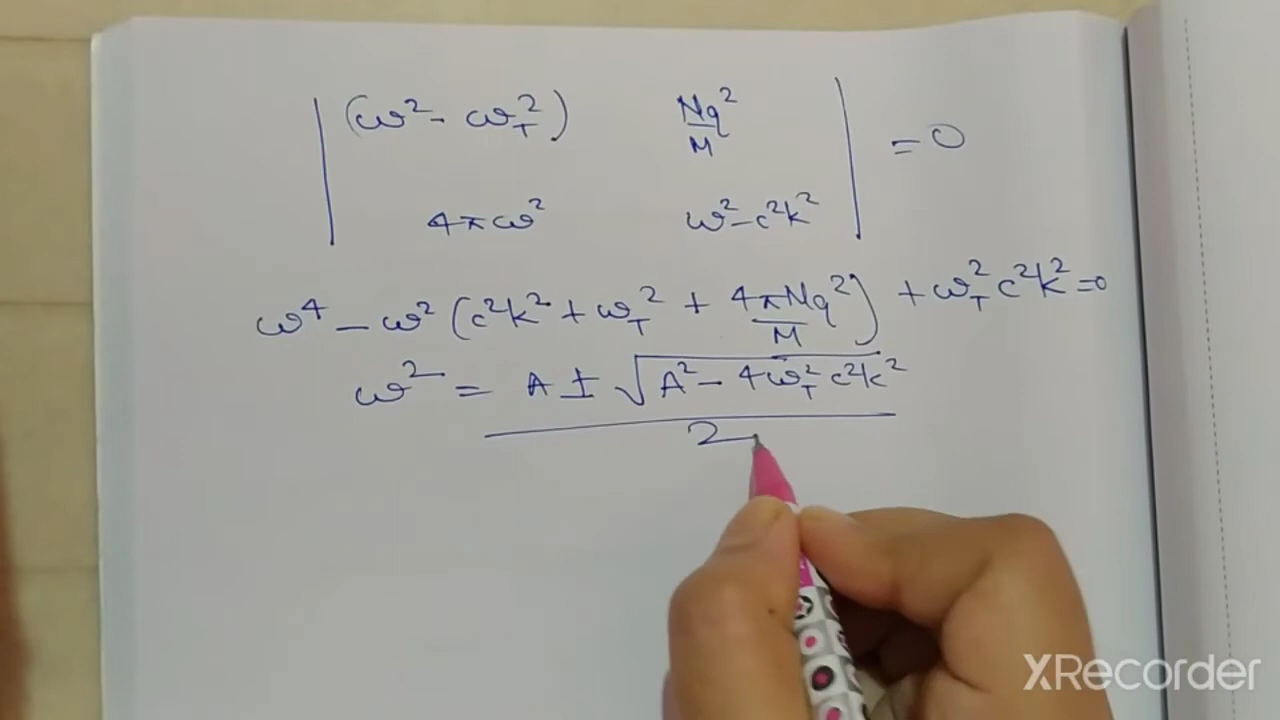 | (ω² - ω_T²)   Nq²/M |
| 4πω²   ω² - c²k² | = 0
ω⁴ - ω² (c²k² + ω_T² + 4πNq²/M) + ω_T² c²k² = 0
ω² = A ± √(A² - 4ω_T² c²k²) / 2
XRecorder